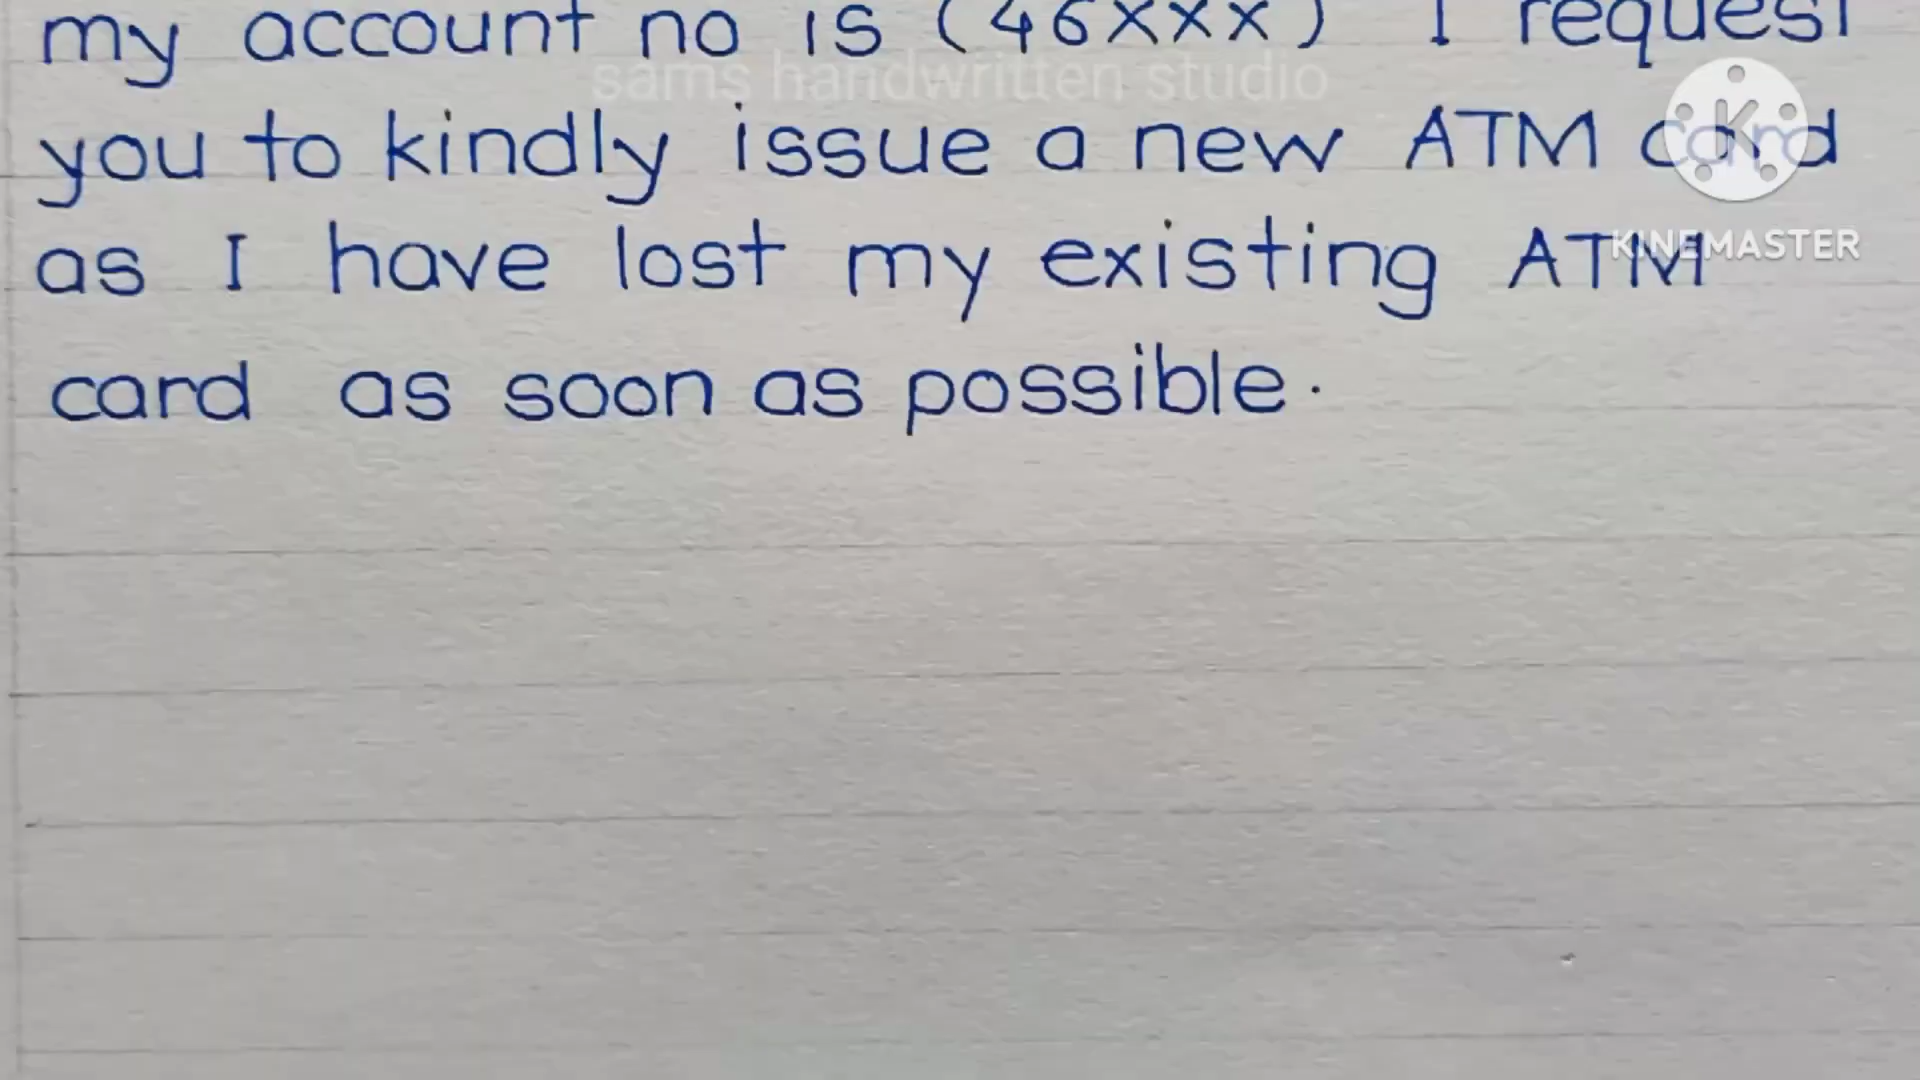 my account no is (46xxx) I request
sams handwritten studio
you to kindly issue a new ATM card
as I have lost my existing ATM
KINEMASTER
card as soon as possible.